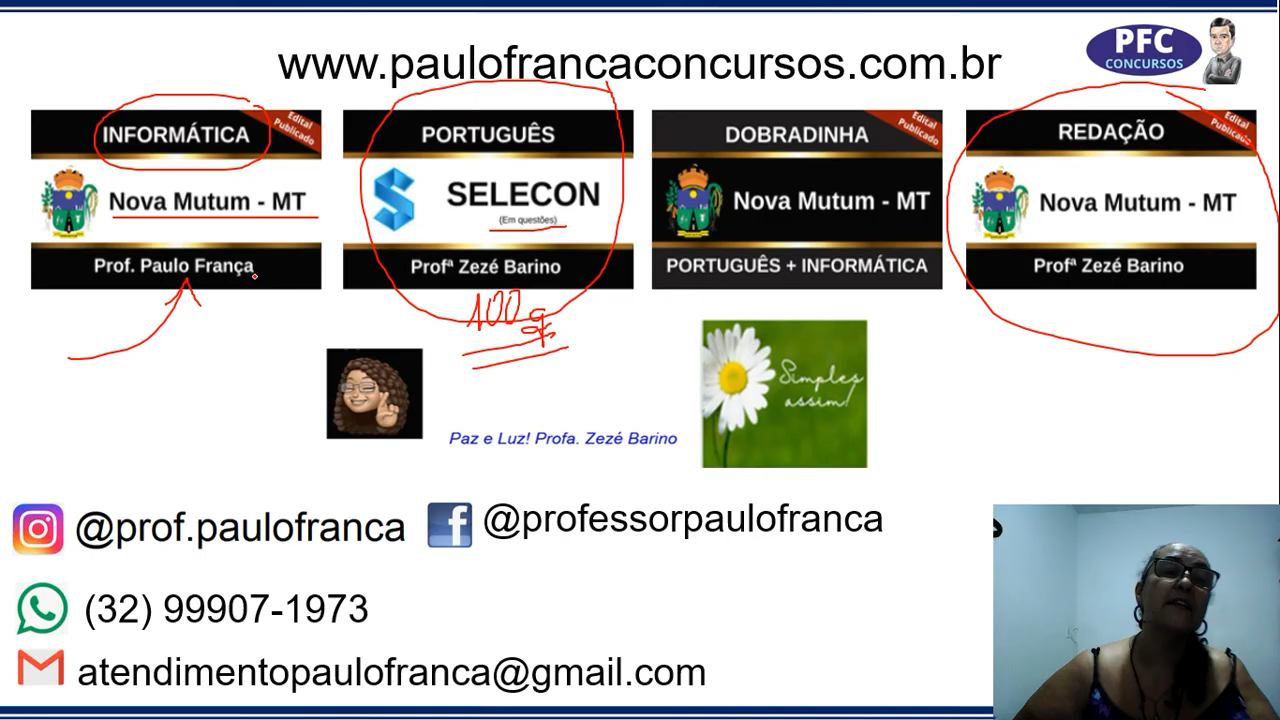 www.paulofrancaconcursos.com.br
PFC
CONCURSOS
INFORMÁTICA
Edital
Publicado
Nova Mutum - MT
Prof. Paulo França
PORTUGUÊS
SELECON
(Em questões)
Profª Zezé Barino
100 q
DOBRADINHA
Edital
Publicado
Nova Mutum - MT
PORTUGUÊS + INFORMÁTICA
REDAÇÃO
Edital
Publicado
Nova Mutum - MT
Profª Zezé Barino
Simples
assim!
Paz e Luz! Profa. Zezé Barino
@prof.paulofranca
@professorpaulofranca
(32) 99907-1973
atendimentopaulofranca@gmail.com